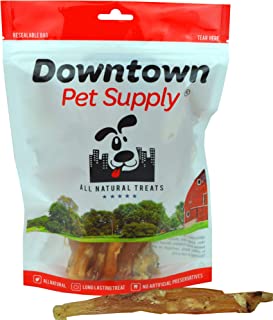 RESEALABLE BAG TEAR HERE
Downtown
Pet Supply®
ALL NATURAL TREATS
ALL NATURAL LONG LASTING TREAT NO ARTIFICIAL PRESERVATIVES